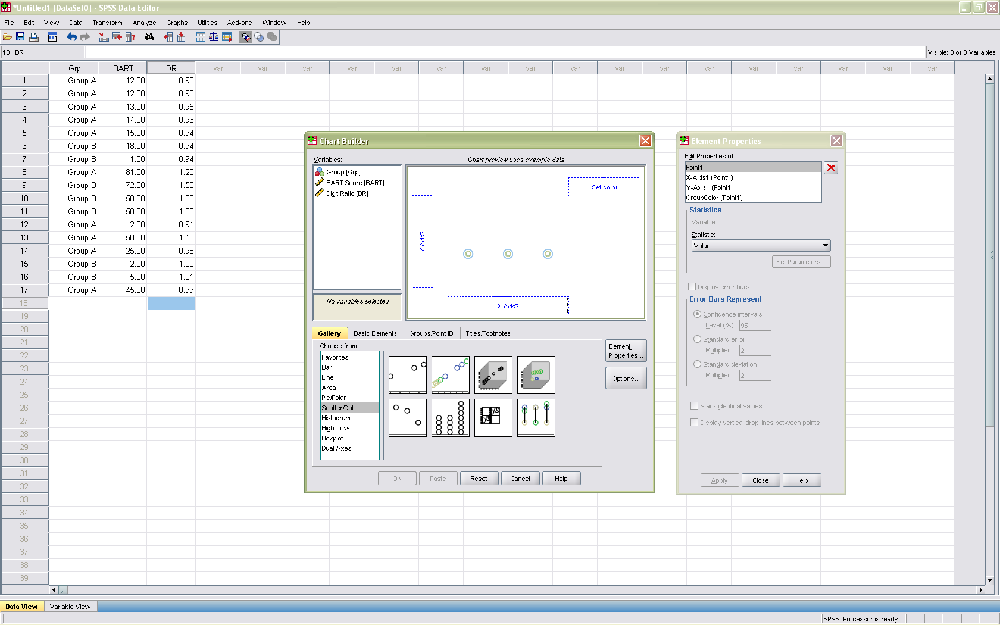 *Untitled1 [DataSet0] - SPSS Data Editor
File Edit View Data Transform Analyze Graphs Utilities Add-ons Window Help
18 : DR
Visible: 3 of 3 Variables
Grp BART DR var var var var var var var var var var var var var var var var var
1 Group A 12.00 0.90
2 Group A 12.00 0.90
3 Group A 13.00 0.95
4 Group A 14.00 0.96
5 Group A 15.00 0.94
6 Group B 18.00 0.94
7 Group B 1.00 0.94
8 Group A 81.00 1.20
9 Group B 72.00 1.50
10 Group B 58.00 1.00
11 Group B 58.00 1.00
12 Group A 2.00 0.91
13 Group A 50.00 1.10
14 Group A 25.00 0.98
15 Group B 2.00 1.00
16 Group B 5.00 1.01
17 Group A 45.00 0.99
18
19
20
21
22
23
24
25
26
27
28
29
30
31
32
33
34
35
36
37
38
39
Chart Builder
Variables:
Group [Grp]
BART Score [BART]
Digit Ratio [DR]
No variables selected
Chart preview uses example data
Set color
Y-Axis?
X-Axis?
Gallery Basic Elements Groups/Point ID Titles/Footnotes
Choose from:
Favorites
Bar
Line
Area
Pie/Polar
Scatter/Dot
Histogram
High-Low
Boxplot
Dual Axes
Element
Properties...
Options...
OK Paste Reset Cancel Help
Element Properties
Edit Properties of:
Point1
X-Axis1 (Point1)
Y-Axis1 (Point1)
GroupColor (Point1)
Statistics
Variable:
Statistic:
Value
Set Parameters...
Display error bars
Error Bars Represent
Confidence intervals
Level (%): 95
Standard error
Multiplier: 2
Standard deviation
Multiplier: 2
Stack identical values
Display vertical drop lines between points
Apply Close Help
Data View Variable View
SPSS Processor is ready